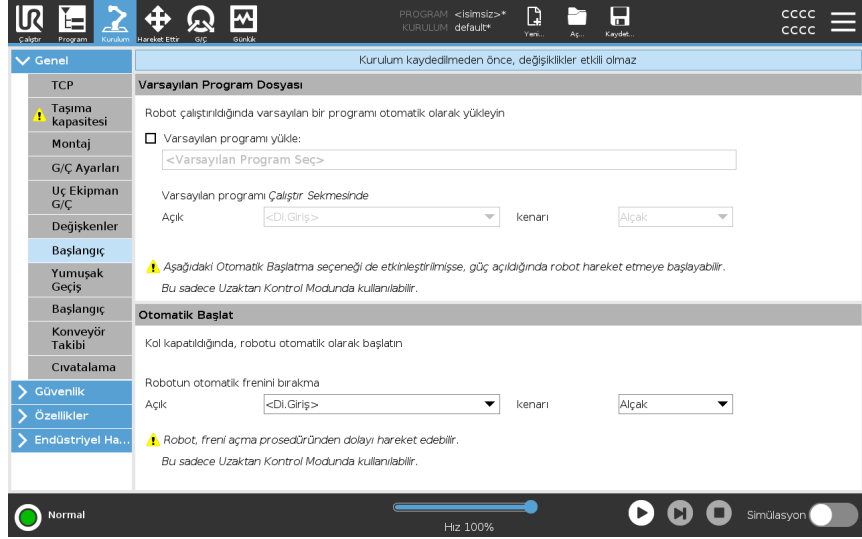 UR
PROGRAM <isimsiz>*
KURULUM default*
cccc
cccc
Çalıştır
Program
Kurulum
Hareket Ettir
G/Ç
Günlük
Yeni...
Aç...
Kaydet...
Genel
TCP
Taşıma
kapasitesi
Montaj
G/Ç Ayarları
Uç Ekipman
G/Ç
Değişkenler
Başlangıç
Yumuşak
Geçiş
Başlangıç
Konveyör
Takibi
Cıvatalama
Güvenlik
Özellikler
Endüstriyel Ha...
Kurulum kaydedilmeden önce, değişiklikler etkili olmaz
Varsayılan Program Dosyası
Robot çalıştırıldığında varsayılan bir programı otomatik olarak yükleyin
Varsayılan programı yükle:
<Varsayılan Program Seç>
Varsayılan programı Çalıştır Sekmesinde
Açık <Di.Giriş> kenarı Alçak
Aşağıdaki Otomatik Başlatma seçeneği de etkinleştirilmişse, güç açıldığında robot hareket etmeye başlayabilir.
Bu sadece Uzaktan Kontrol Modunda kullanılabilir.
Otomatik Başlat
Kol kapatıldığında, robotu otomatik olarak başlatın
Robotun otomatik frenini bırakma
Açık <Di.Giriş> kenarı Alçak
Robot, freni açma prosedüründen dolayı hareket edebilir.
Bu sadece Uzaktan Kontrol Modunda kullanılabilir.
Normal
Hız 100%
Simülasyon